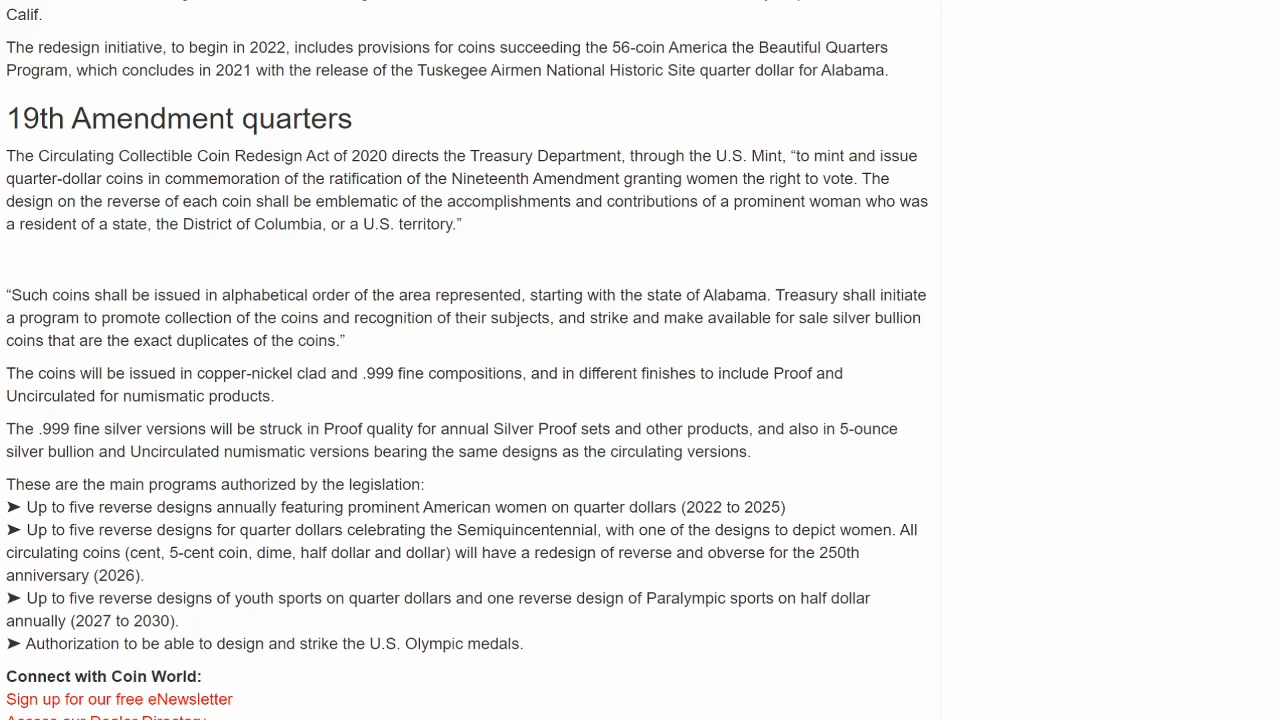 Calif.
The redesign initiative, to begin in 2022, includes provisions for coins succeeding the 56-coin America the Beautiful Quarters
Program, which concludes in 2021 with the release of the Tuskegee Airmen National Historic Site quarter dollar for Alabama.
19th Amendment quarters
The Circulating Collectible Coin Redesign Act of 2020 directs the Treasury Department, through the U.S. Mint, “to mint and issue
quarter-dollar coins in commemoration of the ratification of the Nineteenth Amendment granting women the right to vote. The
design on the reverse of each coin shall be emblematic of the accomplishments and contributions of a prominent woman who was
a resident of a state, the District of Columbia, or a U.S. territory.”
“Such coins shall be issued in alphabetical order of the area represented, starting with the state of Alabama. Treasury shall initiate
a program to promote collection of the coins and recognition of their subjects, and strike and make available for sale silver bullion
coins that are the exact duplicates of the coins.”
The coins will be issued in copper-nickel clad and .999 fine compositions, and in different finishes to include Proof and
Uncirculated for numismatic products.
The .999 fine silver versions will be struck in Proof quality for annual Silver Proof sets and other products, and also in 5-ounce
silver bullion and Uncirculated numismatic versions bearing the same designs as the circulating versions.
These are the main programs authorized by the legislation:
➤ Up to five reverse designs annually featuring prominent American women on quarter dollars (2022 to 2025)
➤ Up to five reverse designs for quarter dollars celebrating the Semiquincentennial, with one of the designs to depict women. All
circulating coins (cent, 5-cent coin, dime, half dollar and dollar) will have a redesign of reverse and obverse for the 250th
anniversary (2026).
➤ Up to five reverse designs of youth sports on quarter dollars and one reverse design of Paralympic sports on half dollar
annually (2027 to 2030).
➤ Authorization to be able to design and strike the U.S. Olympic medals.
Connect with Coin World:
Sign up for our free eNewsletter
Access our Dealer Directory